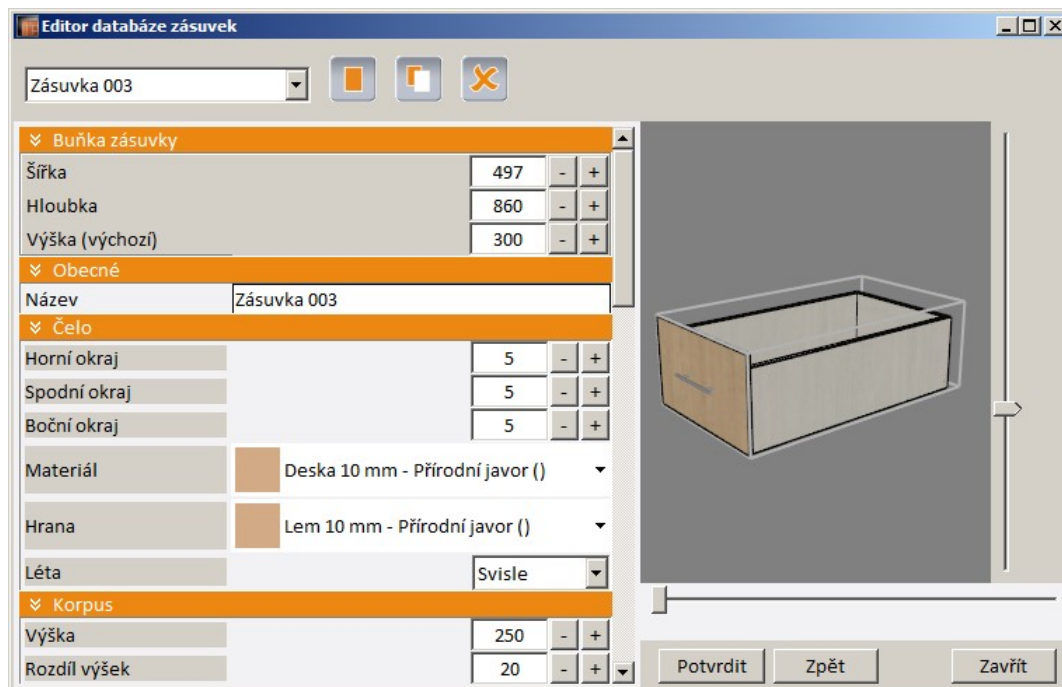 Editor databáze zásuvek
Zásuvka 003
Buňka zásuvky
Šířka 497 - +
Hloubka 860 - +
Výška (výchozí) 300 - +
Obecné
Název Zásuvka 003
Čelo
Horní okraj 5 - +
Spodní okraj 5 - +
Boční okraj 5 - +
Materiál Deska 10 mm - Přírodní javor ()
Hrana Lem 10 mm - Přírodní javor ()
Léta Svisle
Korpus
Výška 250 - +
Rozdíl výšek 20 - +
Potvrdit Zpět Zavřít